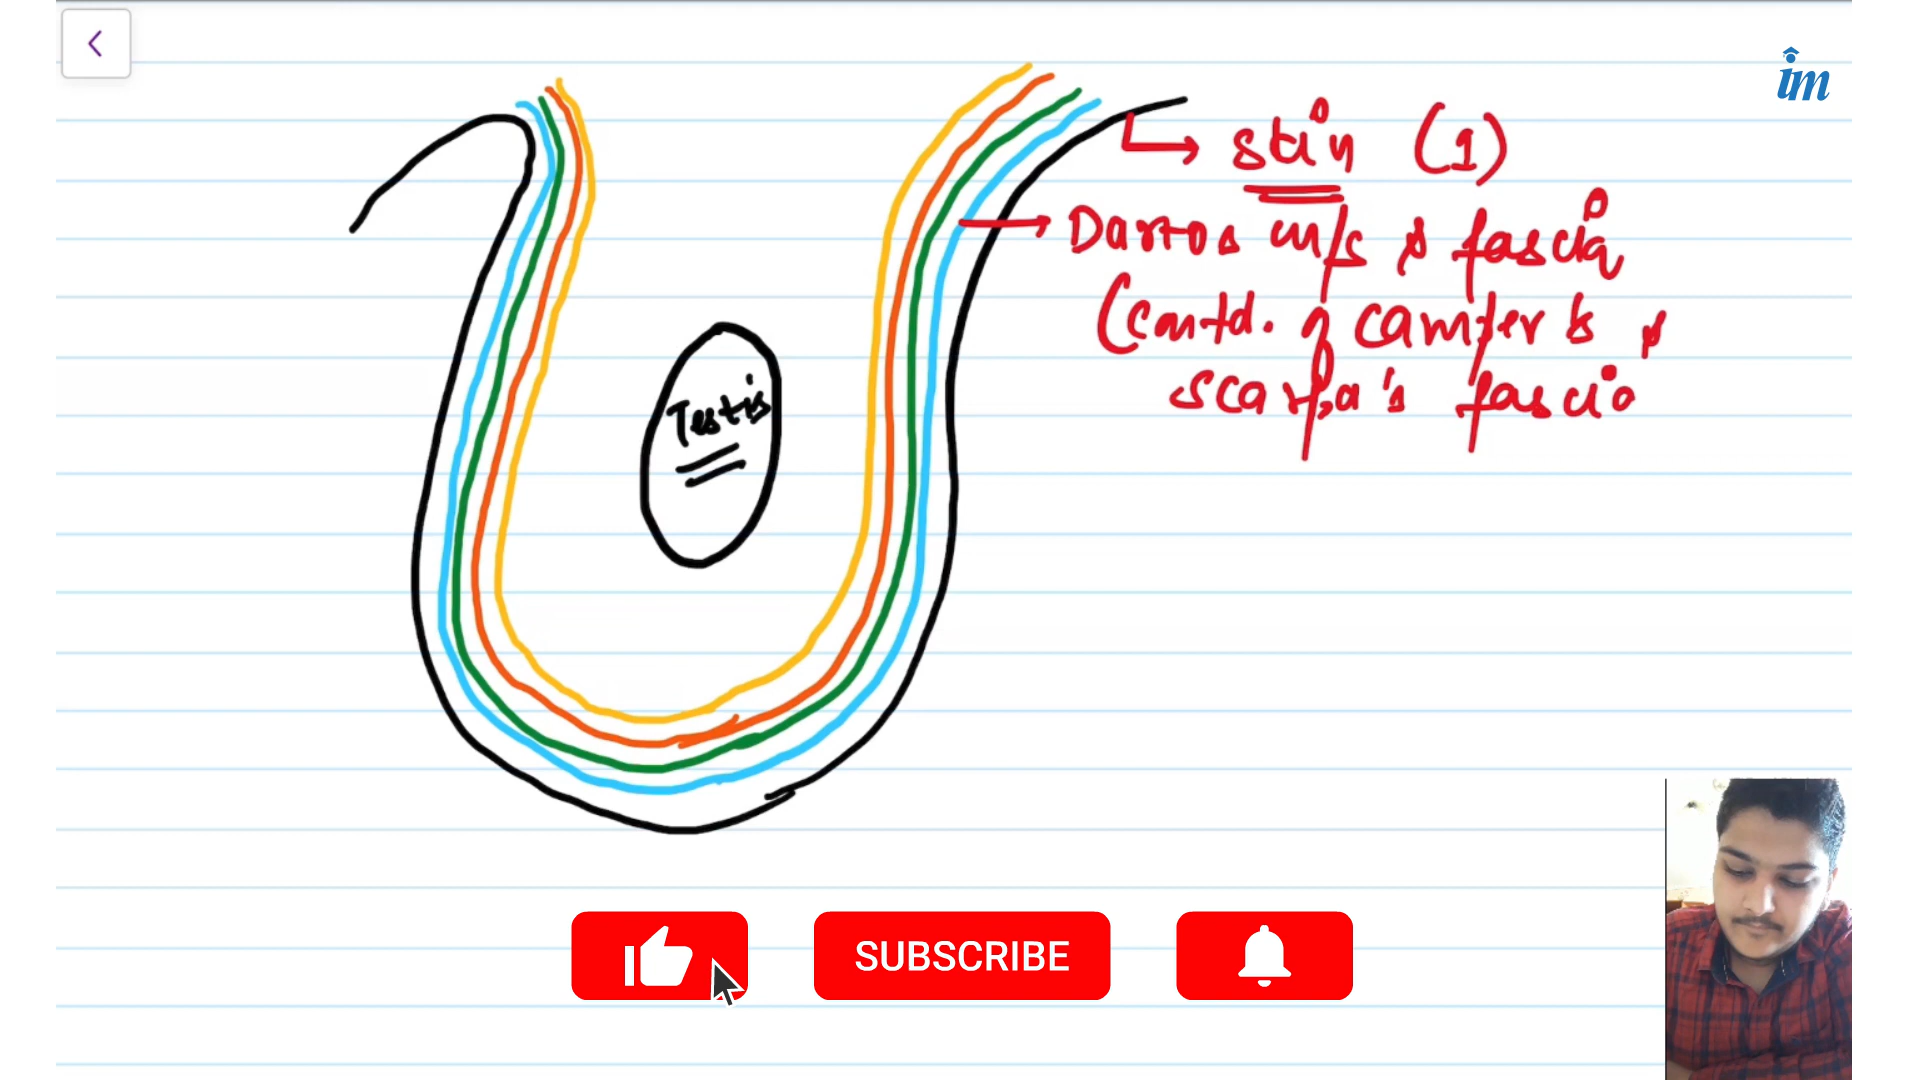 im
skin (1)
Dartos m/s & fascia
(contd. of camper's &
scarpa's fascia
Testis
SUBSCRIBE